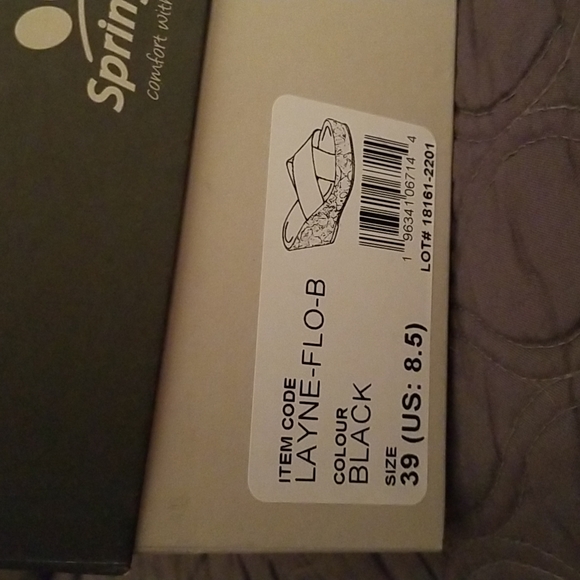 Spring
comfort with
ITEM CODE
LAYNE-FLO-B
COLOUR
BLACK
SIZE
39 (US: 8.5)
1 96341 06714 4
LOT# 18161-2201